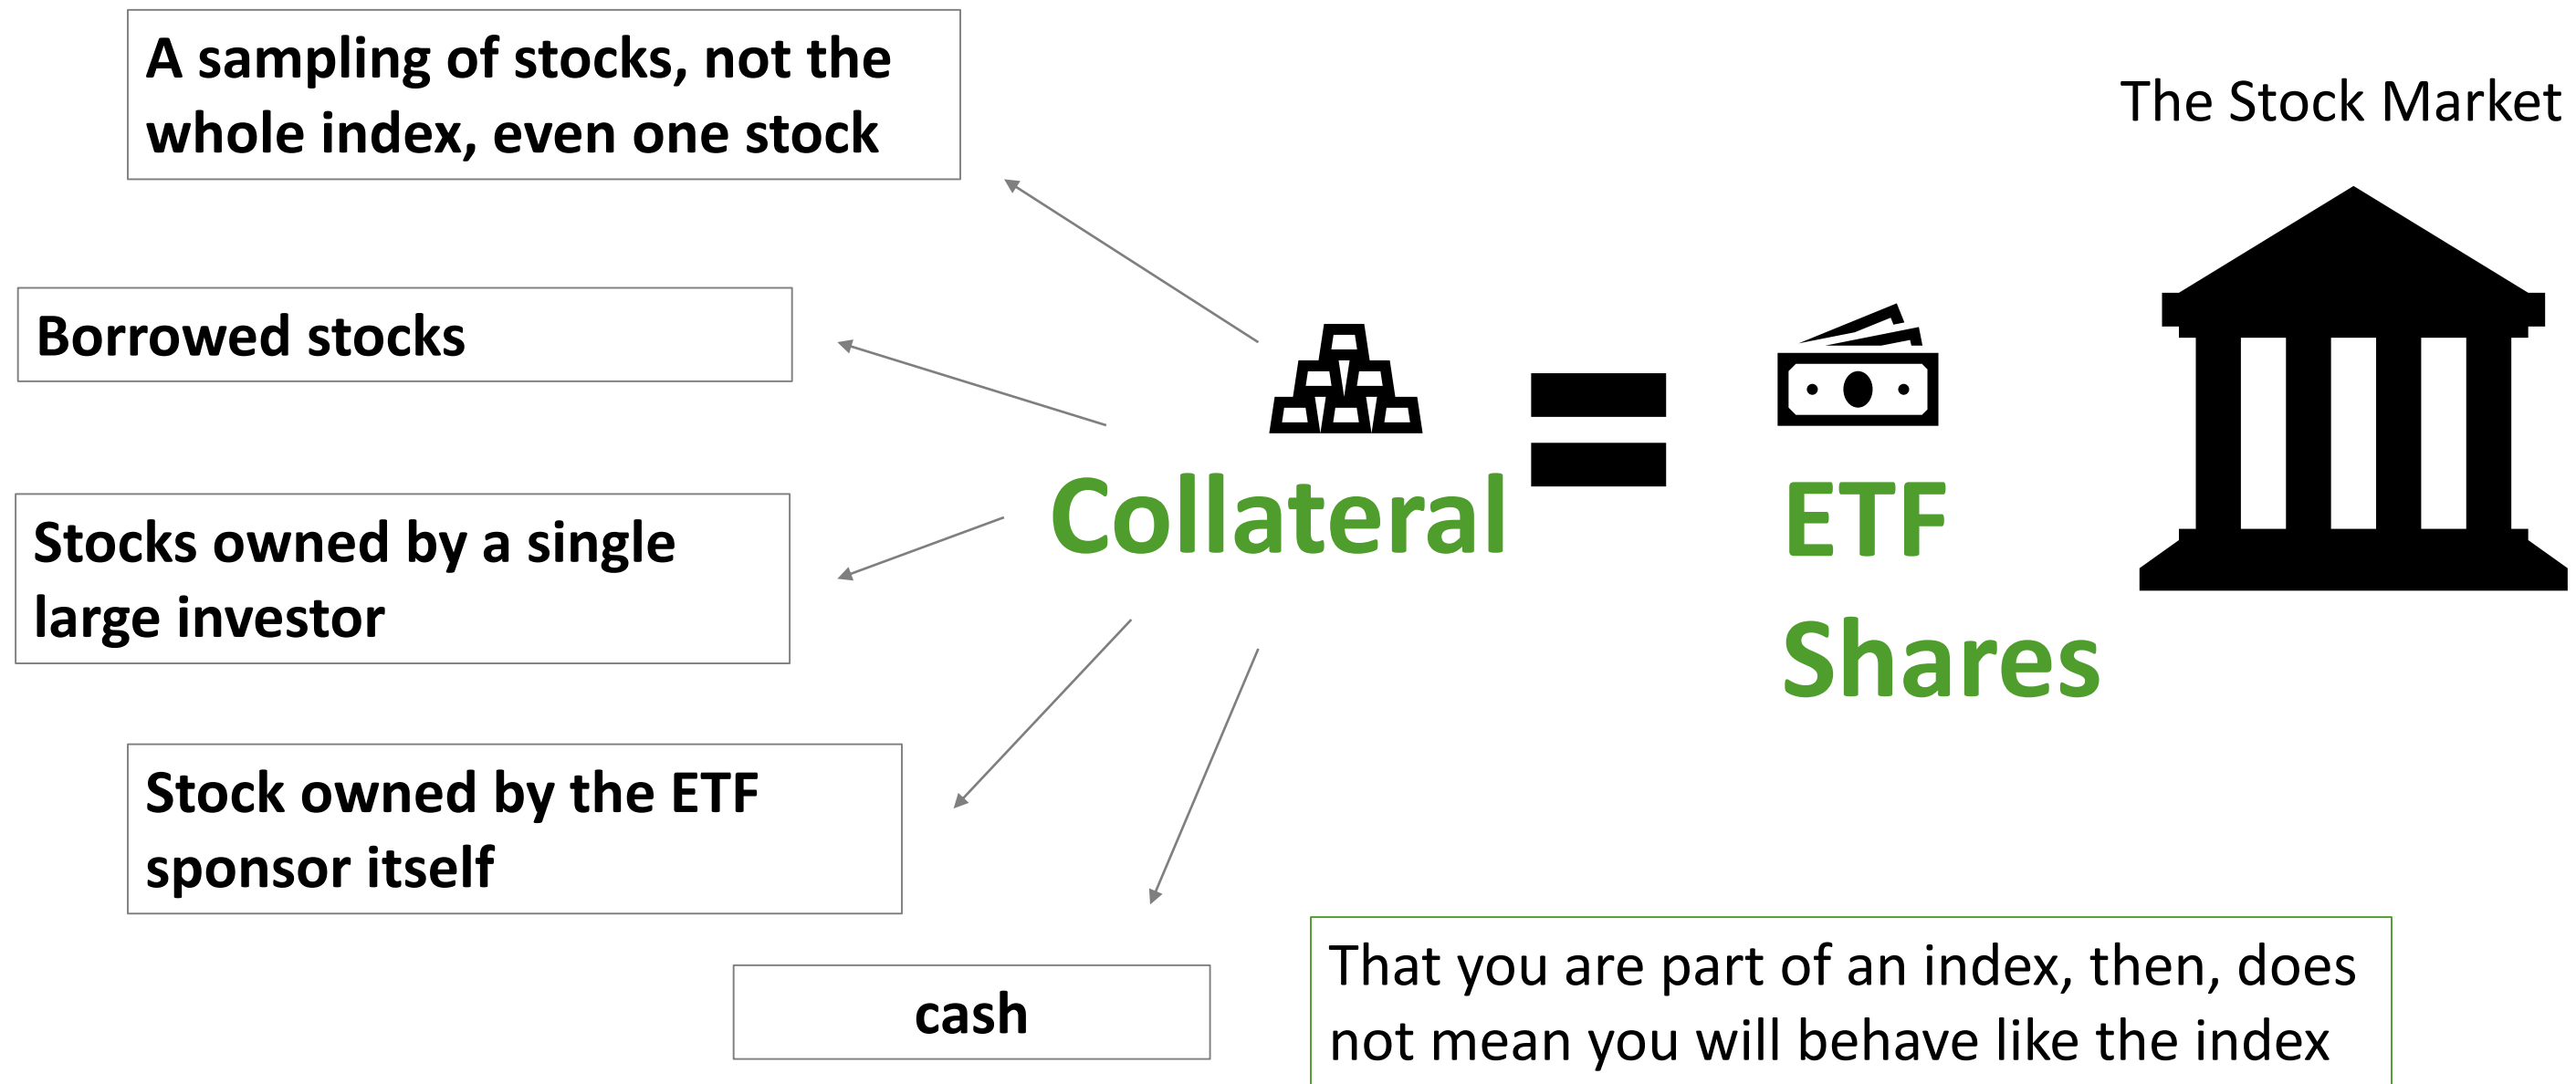 A sampling of stocks, not the
whole index, even one stock
The Stock Market
Borrowed stocks
Stocks owned by a single
large investor
Collateral
ETF
Shares
Stock owned by the ETF
sponsor itself
cash
That you are part of an index, then, does
not mean you will behave like the index